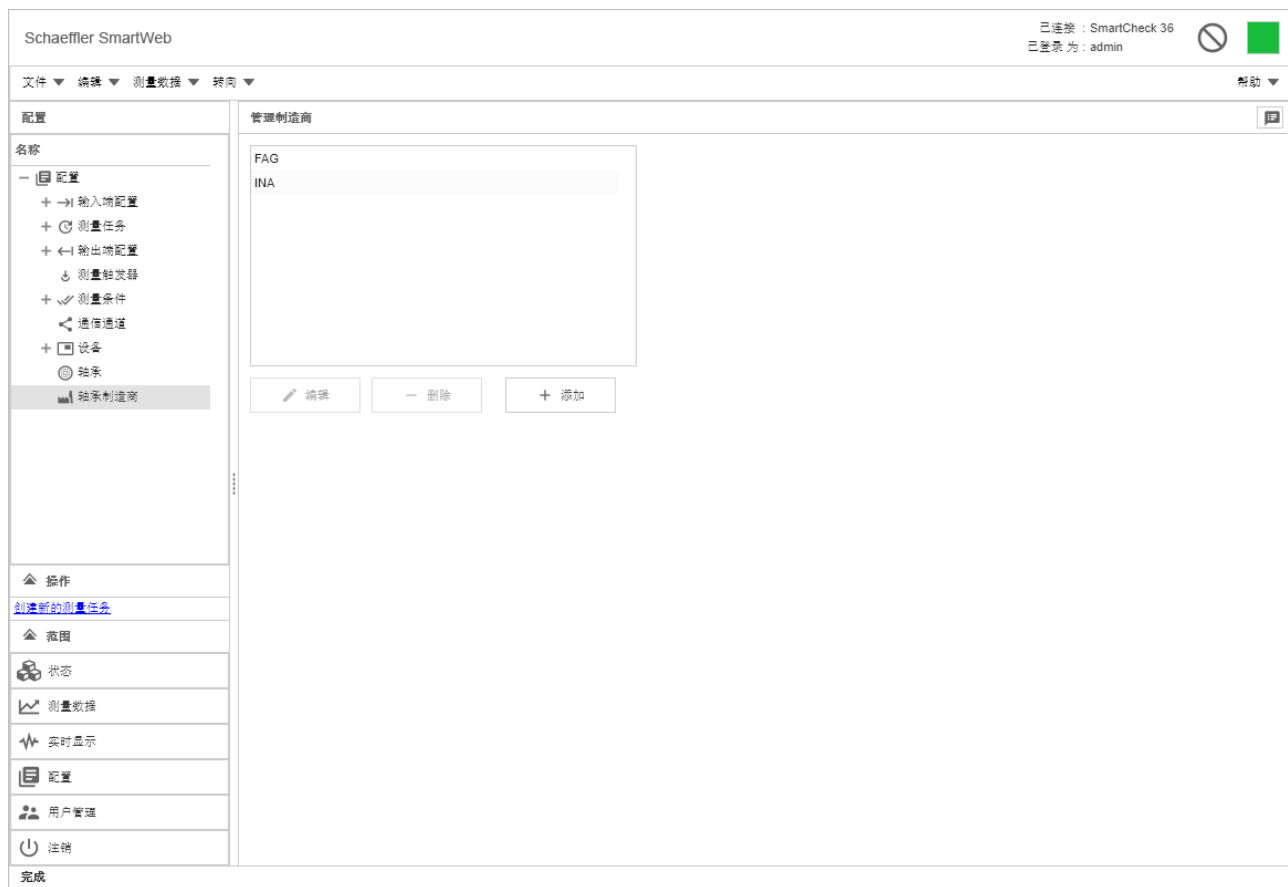 Schaeffler SmartWeb
已连接 : SmartCheck 36
已登录 为 : admin
文件 编辑 测量数据 转向 帮助
配置
管理制造商
名称
配置
输入端配置
测量任务
输出端配置
测量触发器
测量条件
通信通道
设备
轴承
轴承制造商
FAG
INA
编辑 删除 添加
操作
创建新的测量任务
范围
状态
测量数据
实时显示
配置
用户管理
注销
完成